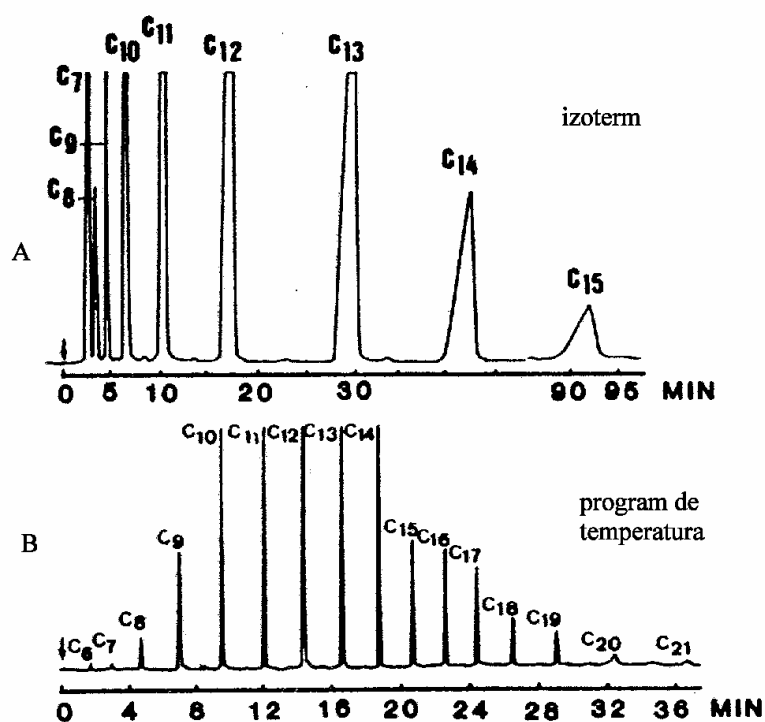 C₇ C₁₀ C₁₁ C₁₂ C₁₃
izoterm
C₉
C₁₄
C₈
A
C₁₅
0 5 10 20 30 90 95 MIN
C₁₀ C₁₁ C₁₂ C₁₃ C₁₄
program de
temperatura
B
C₉
C₁₅ C₁₆ C₁₇
C₈
C₁₈ C₁₉
C₆ C₇
C₂₀ C₂₁
0 4 8 12 16 20 24 28 32 36 MIN